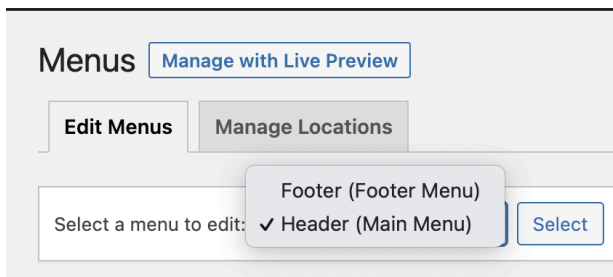 Menus Manage with Live Preview
Edit Menus Manage Locations
Footer (Footer Menu)
Select a menu to edit: ✓ Header (Main Menu) Select